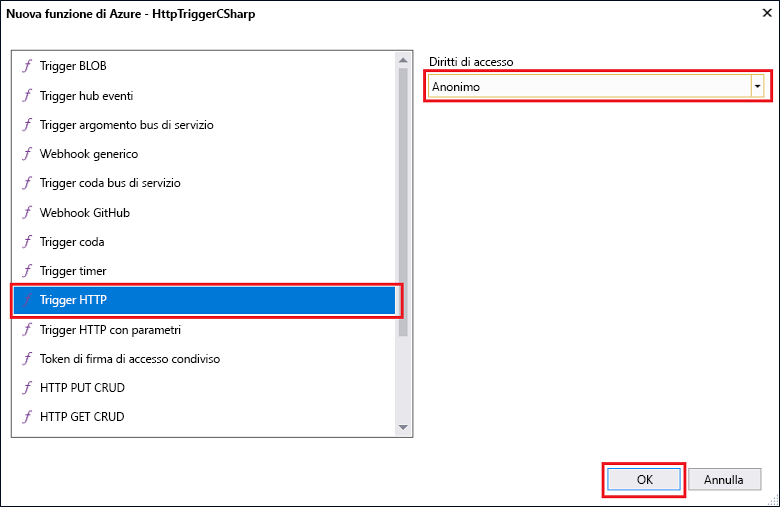 Nuova funzione di Azure - HttpTriggerCSharp
Trigger BLOB
Trigger hub eventi
Trigger argomento bus di servizio
Webhook generico
Trigger coda bus di servizio
Webhook GitHub
Trigger coda
Trigger timer
Trigger HTTP
Trigger HTTP con parametri
Token di firma di accesso condiviso
HTTP PUT CRUD
HTTP GET CRUD
Diritti di accesso
Anonimo
OK
Annulla